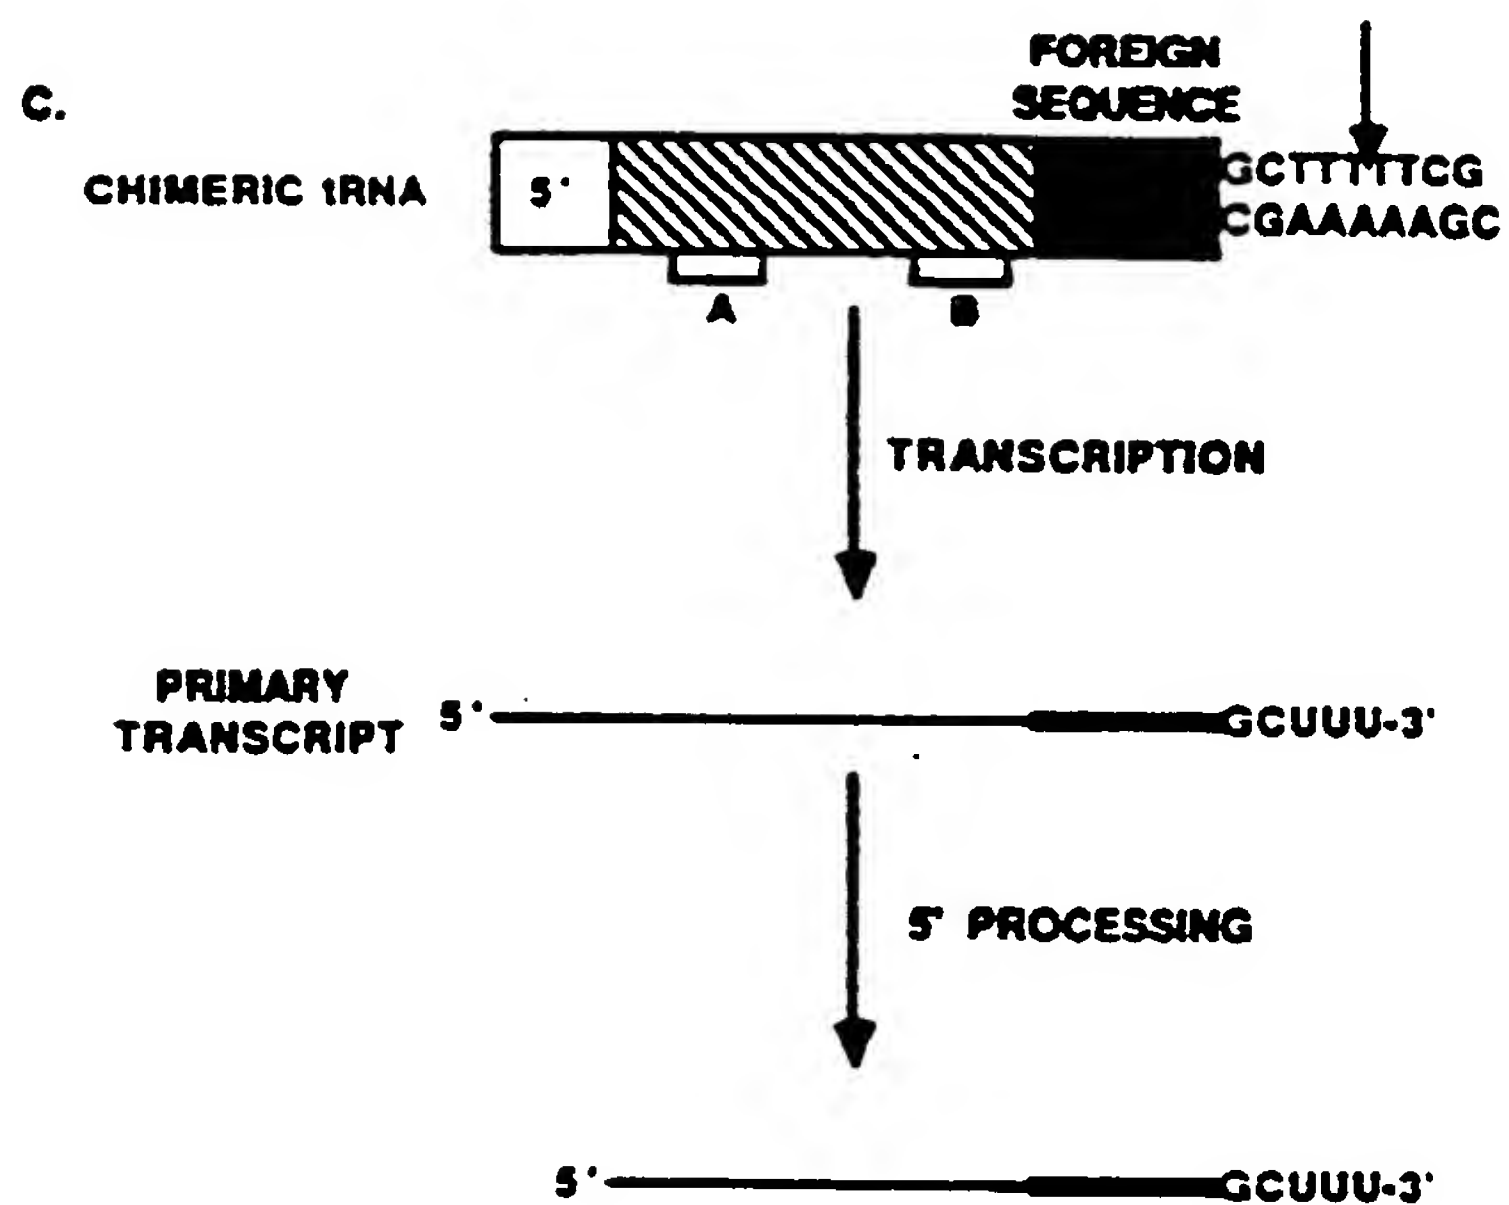 C.
FOREIGN
SEQUENCE
CHIMERIC tRNA
5'
GCTTTTTCG
CGAAAAAGC
A
B
TRANSCRIPTION
PRIMARY
TRANSCRIPT
5'
GCUUU-3'
5' PROCESSING
5'
GCUUU-3'